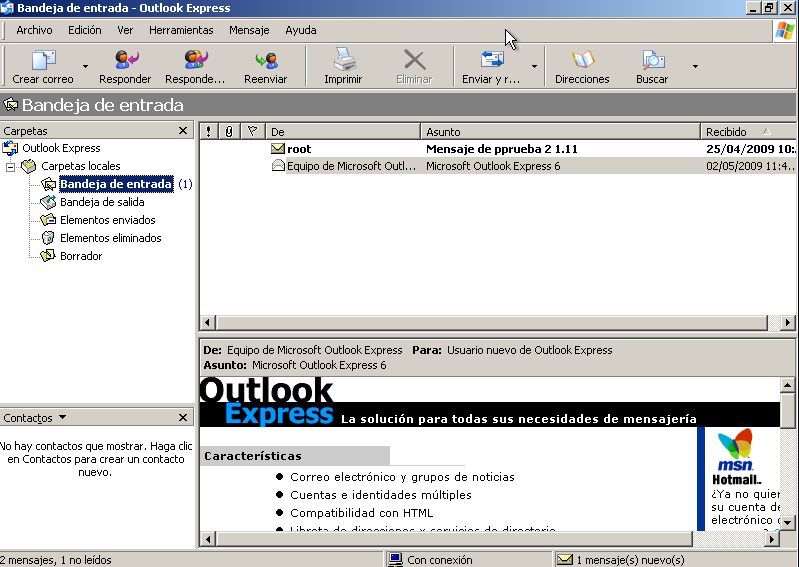 Bandeja de entrada - Outlook Express
Archivo Edición Ver Herramientas Mensaje Ayuda
Crear correo Responder Responde... Reenviar Imprimir Eliminar Enviar y r... Direcciones Buscar
Bandeja de entrada
Carpetas
Outlook Express
Carpetas locales
Bandeja de entrada (1)
Bandeja de salida
Elementos enviados
Elementos eliminados
Borrador
! De Asunto Recibido
root Mensaje de pprueba 2 1.11 25/04/2009 10:...
Equipo de Microsoft Outl... Microsoft Outlook Express 6 02/05/2009 11:4...
De: Equipo de Microsoft Outlook Express Para: Usuario nuevo de Outlook Express
Asunto: Microsoft Outlook Express 6
Outlook
Express La solución para todas sus necesidades de mensajería
Características
Correo electrónico y grupos de noticias
Cuentas e identidades múltiples
Compatibilidad con HTML
Libreta de direcciones y servicios de directorio
msn
Hotmail
¿Ya no quier
su cuenta de
electrónico
Contactos
No hay contactos que mostrar. Haga clic
en Contactos para crear un contacto
nuevo.
2 mensajes, 1 no leídos Con conexión 1 mensaje(s) nuevo(s)